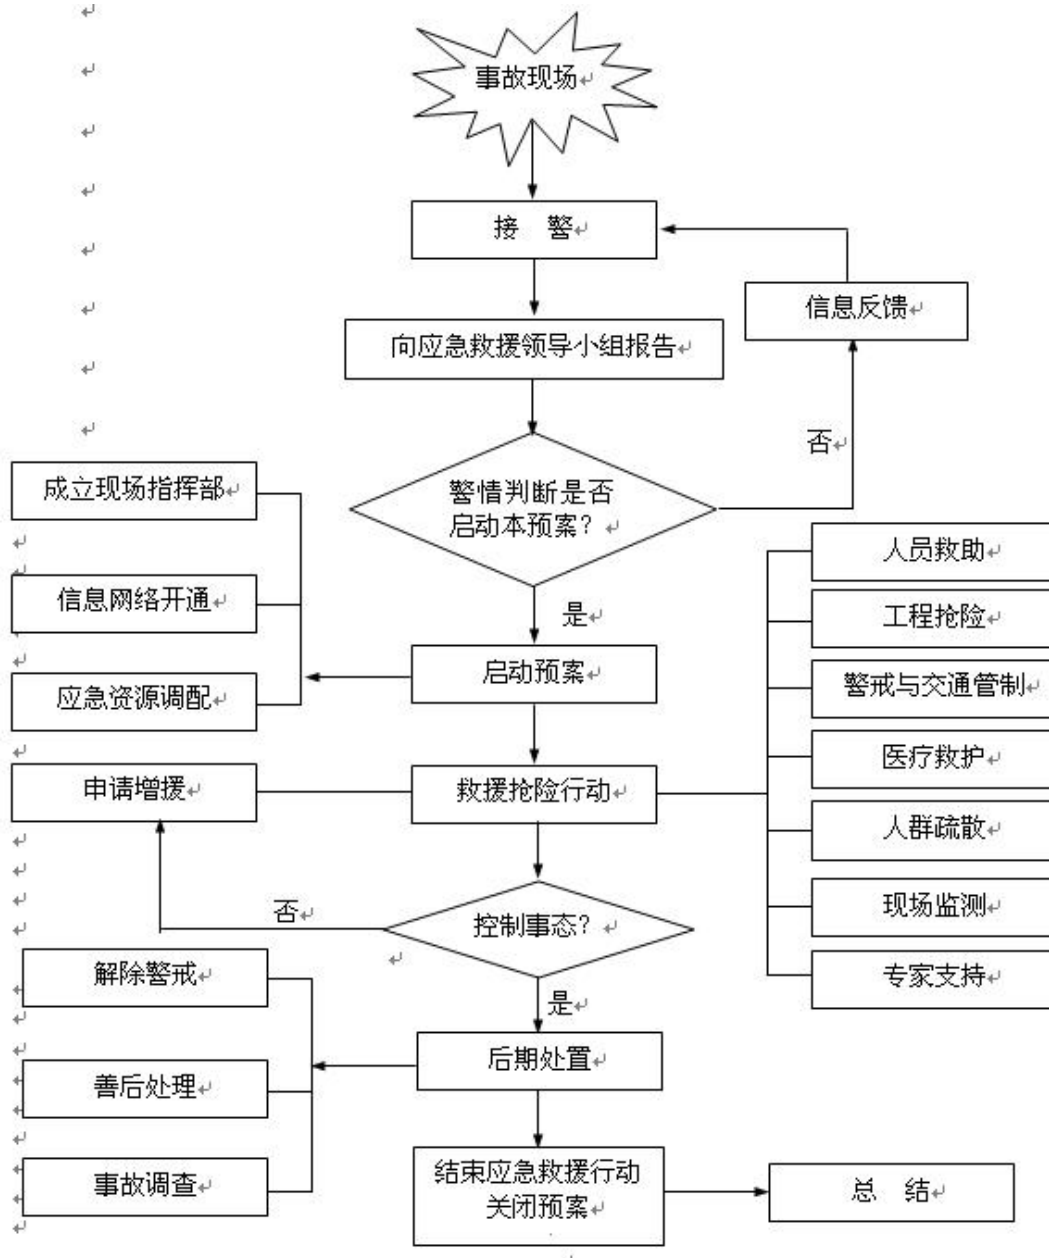 事故现场
接 警
信息反馈
向应急救援领导小组报告
否
成立现场指挥部
警情判断是否
启动本预案？
人员救助
信息网络开通
是
工程抢险
启动预案
警戒与交通管制
应急资源调配
医疗救护
申请增援
救援抢险行动
人群疏散
否
控制事态？
现场监测
解除警戒
专家支持
是
后期处置
善后处理
事故调查
结束应急救援行动
关闭预案
总 结